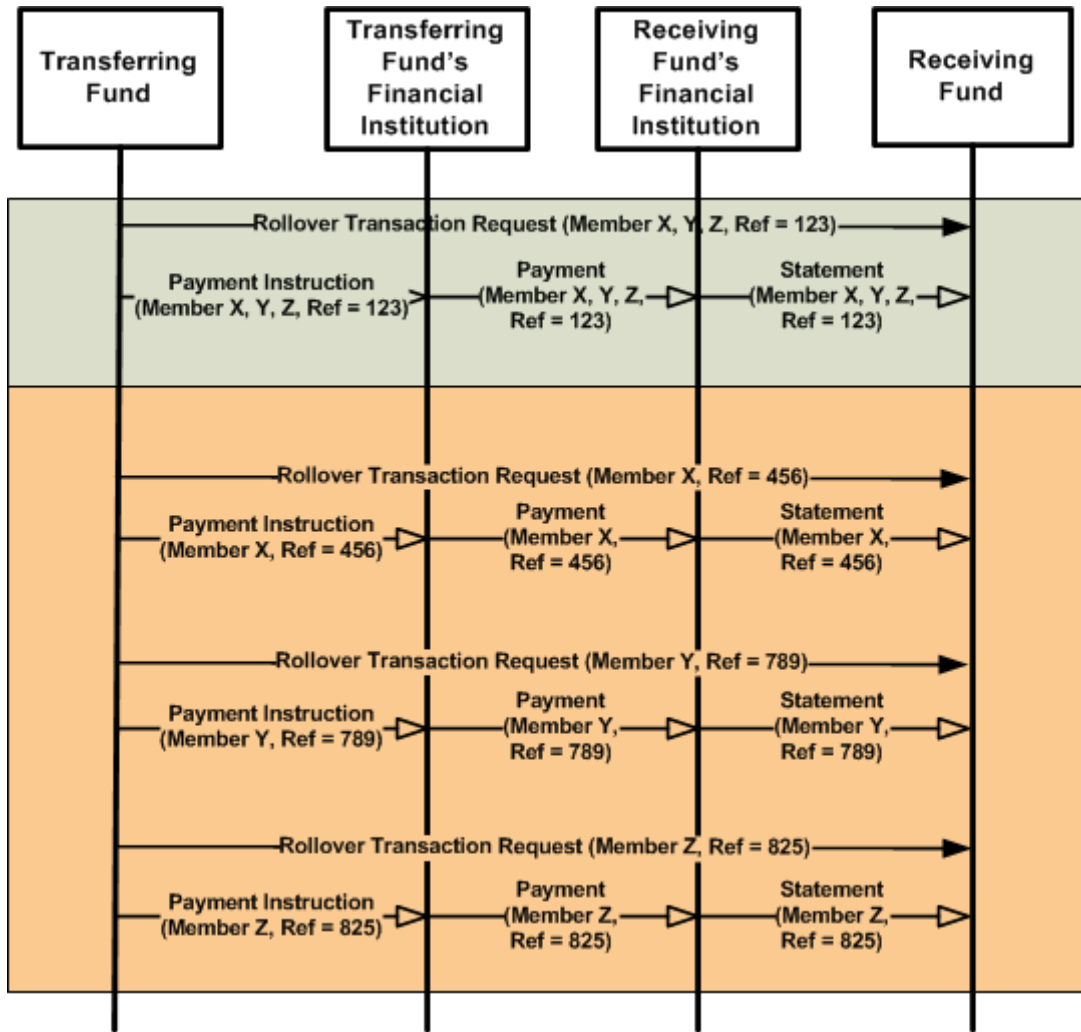 Transferring
Fund
Transferring
Fund's
Financial
Institution
Receiving
Fund's
Financial
Institution
Receiving
Fund
Rollover Transaction Request (Member X, Y, Z, Ref = 123)
Payment Instruction
(Member X, Y, Z, Ref = 123)
Payment
(Member X, Y, Z,
Ref = 123)
Statement
(Member X, Y, Z,
Ref = 123)
Rollover Transaction Request (Member X, Ref = 456)
Payment Instruction
(Member X, Ref = 456)
Payment
(Member X,
Ref = 456)
Statement
(Member X,
Ref = 456)
Rollover Transaction Request (Member Y, Ref = 789)
Payment Instruction
(Member Y, Ref = 789)
Payment
(Member Y,
Ref = 789)
Statement
(Member Y,
Ref = 789)
Rollover Transaction Request (Member Z, Ref = 825)
Payment Instruction
(Member Z, Ref = 825)
Payment
(Member Z,
Ref = 825)
Statement
(Member Z,
Ref = 825)